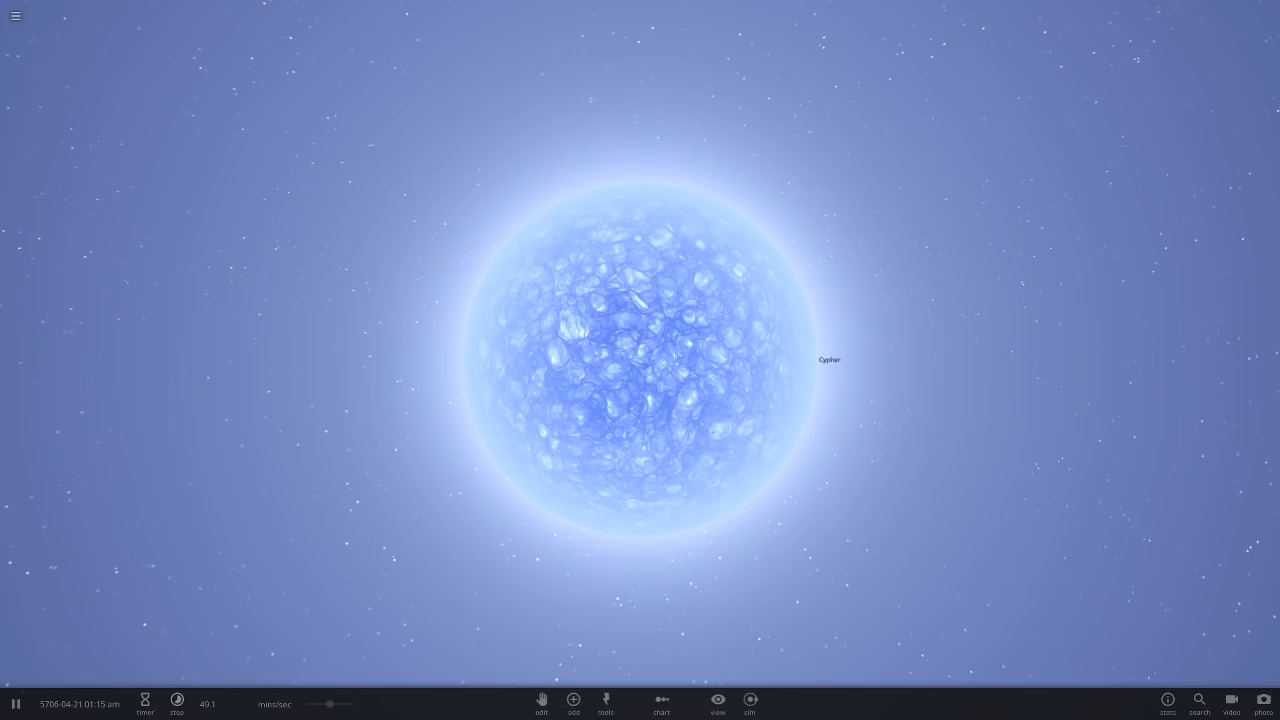 Cypher
5706-04-21 01:15 am
timer
step
49.1
mins/sec
edit
add
tools
chart
view
sim
stats
search
video
photo